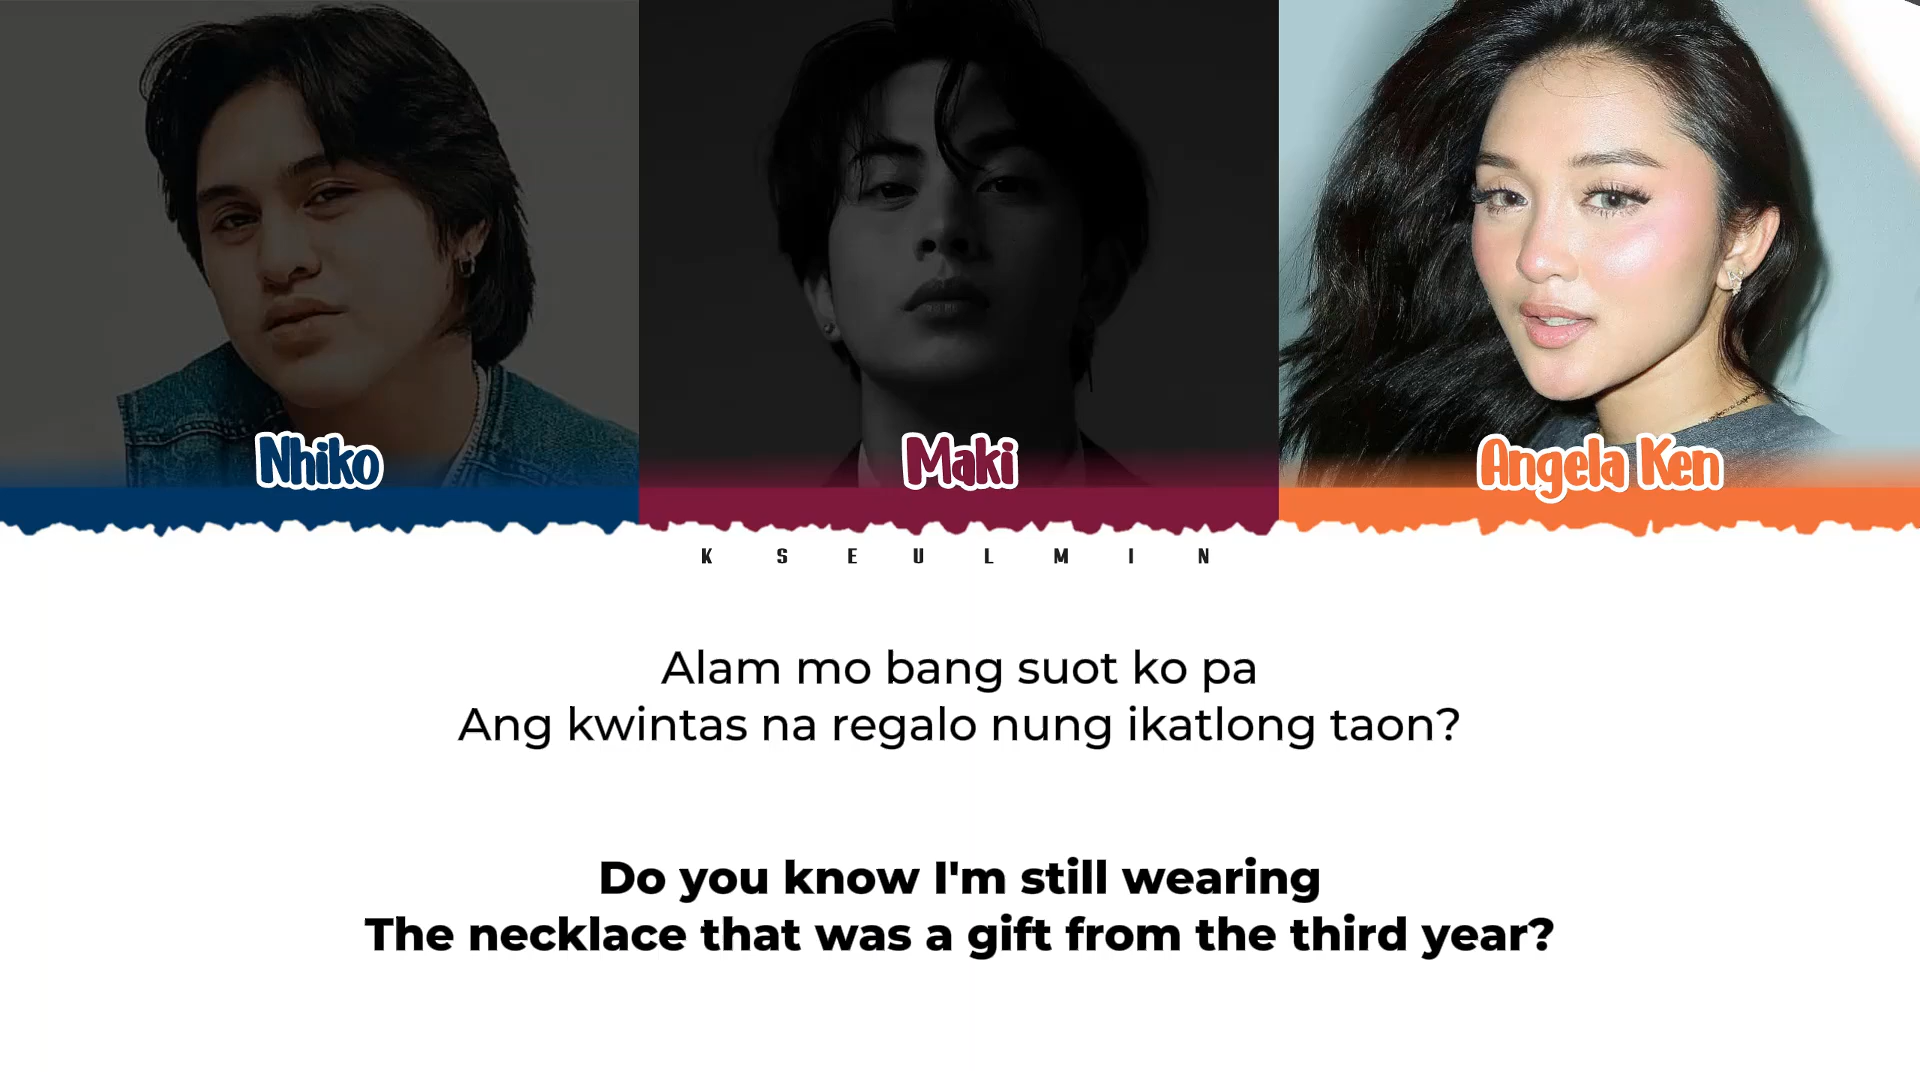 Nhiko
Maki
Angela Ken
KSEULMIN
Alam mo bang suot ko pa
Ang kwintas na regalo nung ikatlong taon?
Do you know I'm still wearing
The necklace that was a gift from the third year?